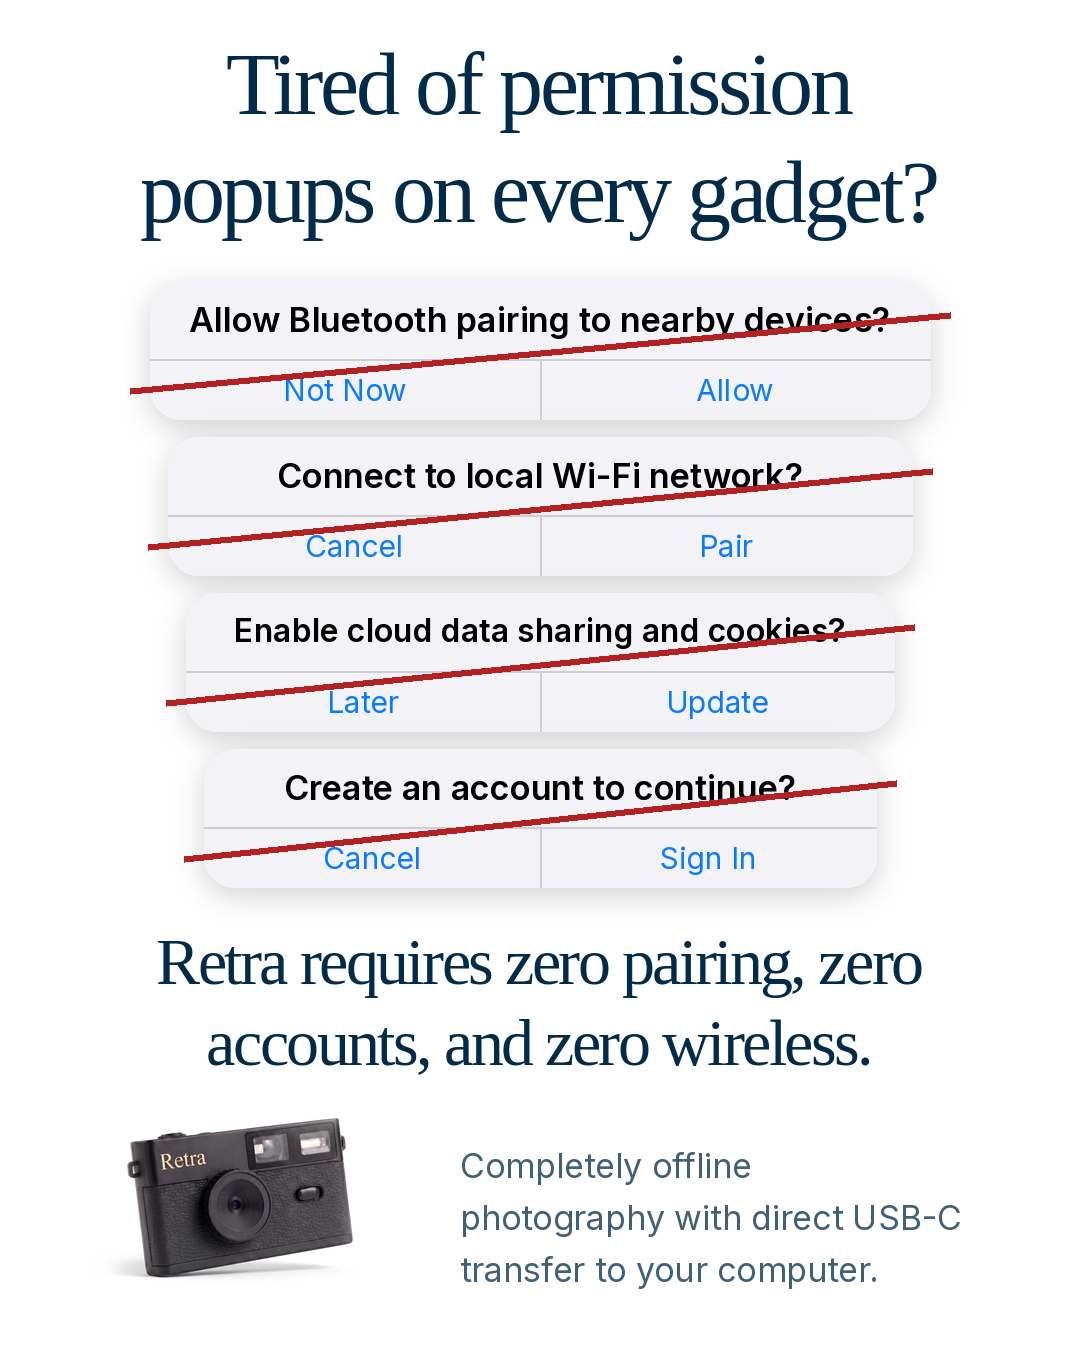 Tired of permission
popups on every gadget?
Allow Bluetooth pairing to nearby devices?
Not Now Allow
Connect to local Wi-Fi network?
Cancel Pair
Enable cloud data sharing and cookies?
Later Update
Create an account to continue?
Cancel Sign In
Retra requires zero pairing, zero
accounts, and zero wireless.
Retra
Completely offline
photography with direct USB-C
transfer to your computer.